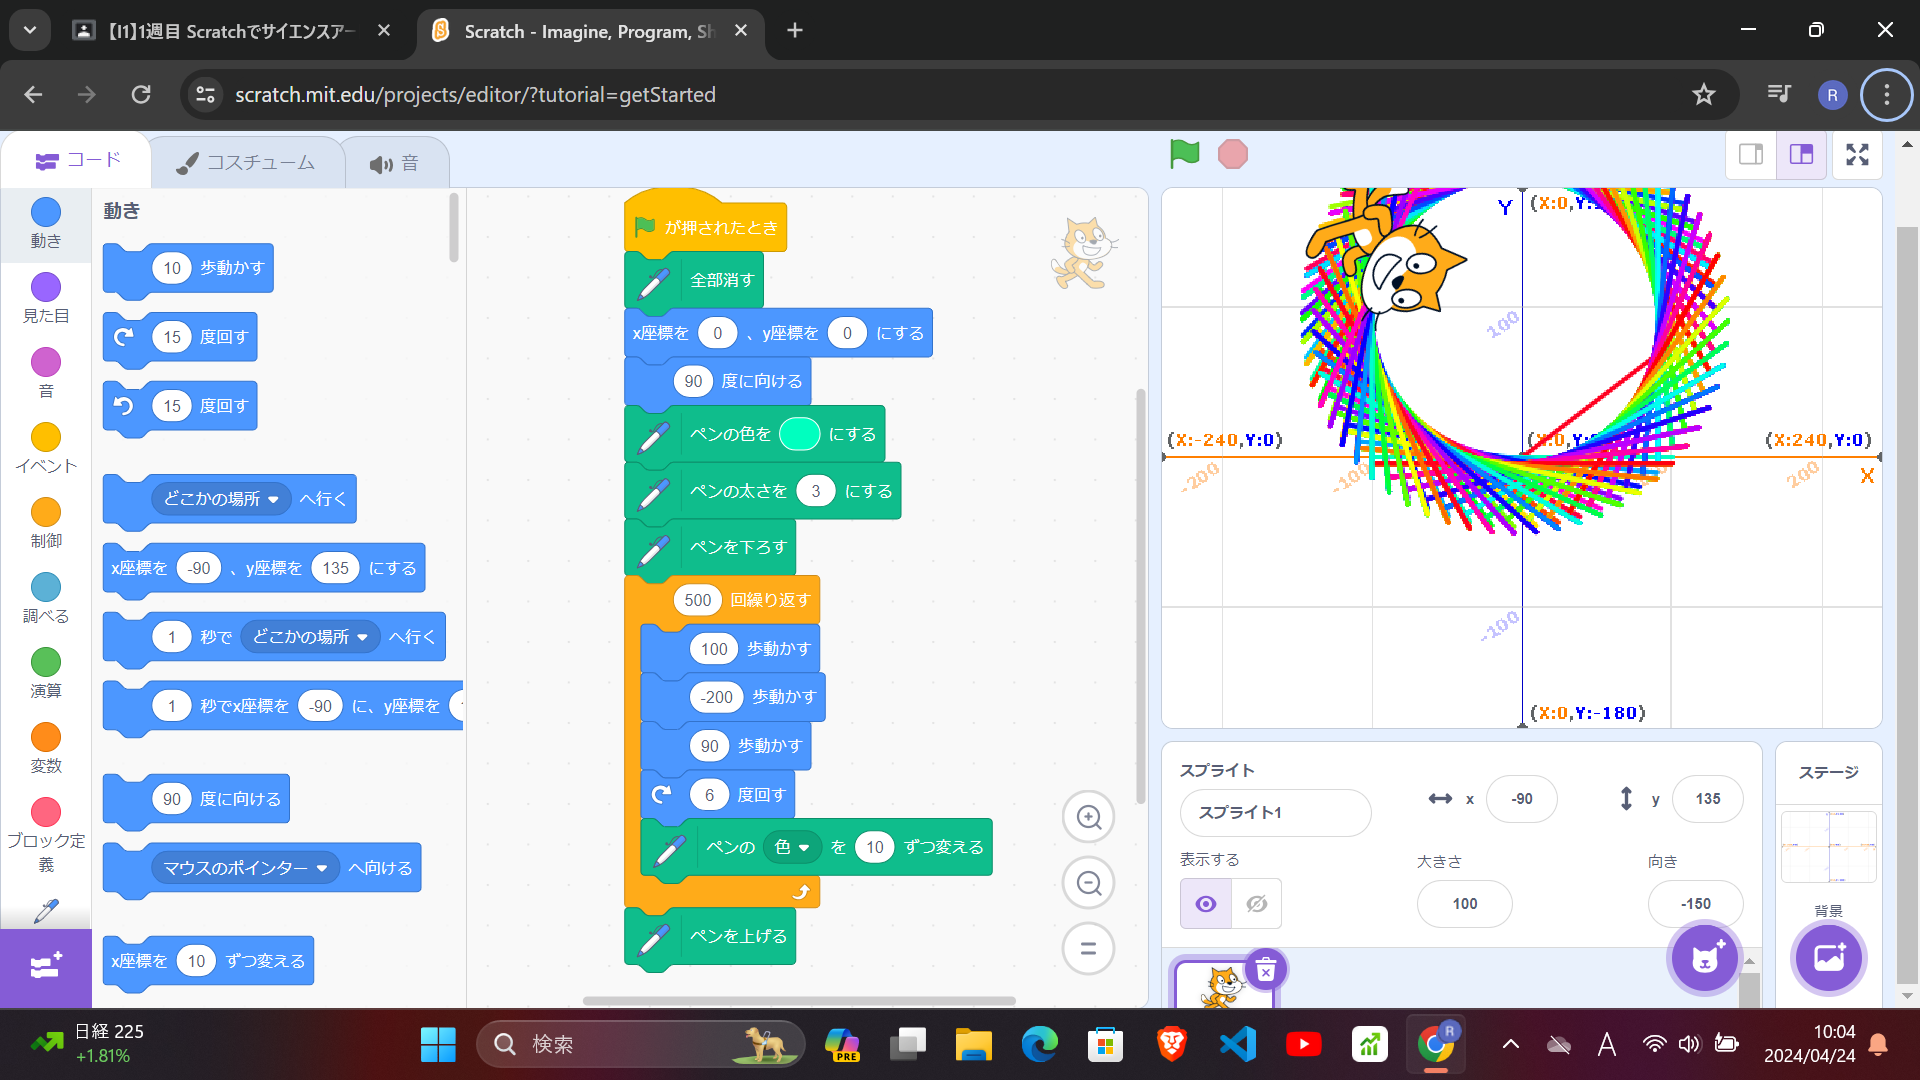 【I1】1週目 Scratchでサイエンスアー
Scratch - Imagine, Program, Sh
scratch.mit.edu/projects/editor/?tutorial=getStarted
R
コード
コスチューム
音
動き
見た目
音
イベント
制御
調べる
演算
変数
ブロック定
義
動き
10 歩動かす
15 度回す
15 度回す
どこかの場所 へ行く
x座標を -90 、y座標を 135 にする
1 秒で どこかの場所 へ行く
1 秒でx座標を -90 に、y座標を
90 度に向ける
マウスのポインター へ向ける
x座標を 10 ずつ変える
が押されたとき
全部消す
x座標を 0 、y座標を 0 にする
90 度に向ける
ペンの色を にする
ペンの太さを 3 にする
ペンを下ろす
500 回繰り返す
100 歩動かす
-200 歩動かす
90 歩動かす
6 度回す
ペンの 色 を 10 ずつ変える
ペンを上げる
Y
100
(X:-240,Y:0)
(X:240,Y:0)
-200
-100
200
X
-100
(X:0,Y:-180)
スプライト
スプライト1
x
-90
y
135
表示する
大きさ
向き
100
-150
ステージ
背景
日経 225
+1.81%
検索
PRE
R
A
10:04
2024/04/24